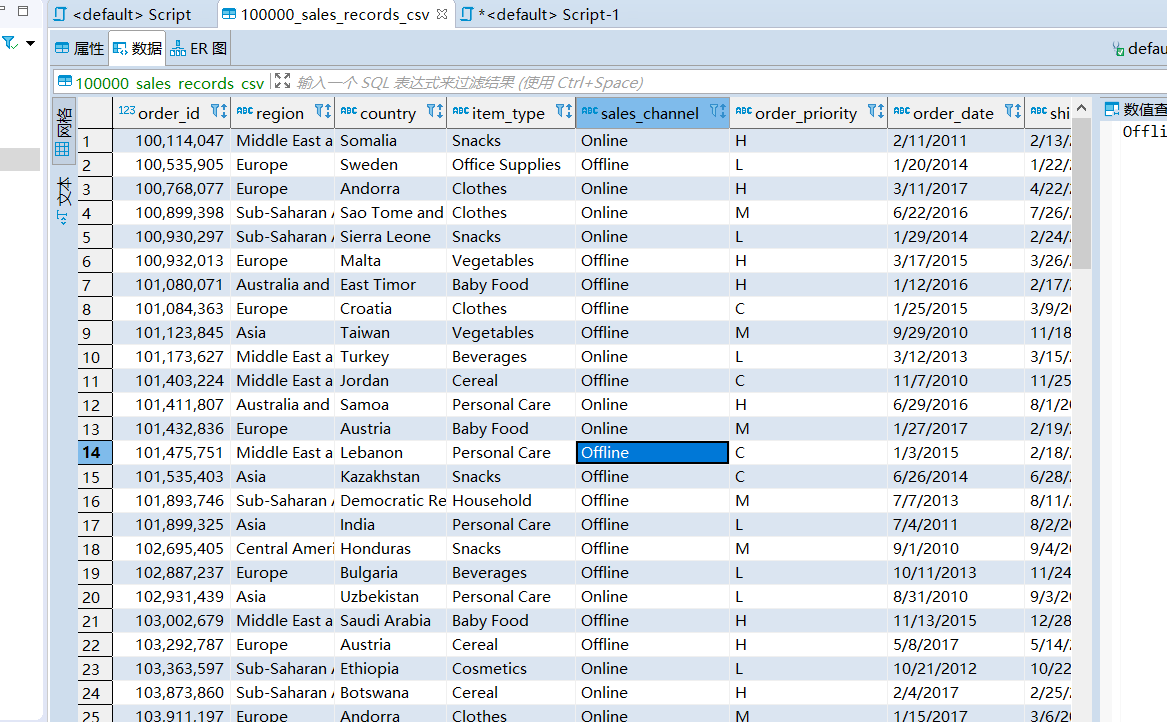 <default> Script 100000_sales_records_csv *<default> Script-1
属性 数据 ER 图 defau
100000_sales_records_csv 输入一个 SQL 表达式来过滤结果 (使用 Ctrl+Space)
网格 123 order_id ABC region ABC country ABC item_type ABC sales_channel ABC order_priority ABC order_date ABC shi 数值查
文本
Offli
1 100,114,047 Middle East a Somalia Snacks Online H 2/11/2011 2/13/
2 100,535,905 Europe Sweden Office Supplies Offline L 1/20/2014 1/22/
3 100,768,077 Europe Andorra Clothes Online H 3/11/2017 4/22/
4 100,899,398 Sub-Saharan Sao Tome and Clothes Online M 6/22/2016 7/26/
5 100,930,297 Sub-Saharan Sierra Leone Snacks Online L 1/29/2014 2/24/
6 100,932,013 Europe Malta Vegetables Offline H 3/17/2015 3/26/
7 101,080,071 Australia and East Timor Baby Food Offline H 1/12/2016 2/17/
8 101,084,363 Europe Croatia Clothes Offline C 1/25/2015 3/9/20
9 101,123,845 Asia Taiwan Vegetables Offline M 9/29/2010 11/18
10 101,173,627 Middle East a Turkey Beverages Online L 3/12/2013 3/15/
11 101,403,224 Middle East a Jordan Cereal Offline C 11/7/2010 11/25
12 101,411,807 Australia and Samoa Personal Care Online H 6/29/2016 8/1/20
13 101,432,836 Europe Austria Baby Food Online M 1/27/2017 2/19/
14 101,475,751 Middle East a Lebanon Personal Care Offline C 1/3/2015 2/18/
15 101,535,403 Asia Kazakhstan Snacks Offline C 6/26/2014 6/28/
16 101,893,746 Sub-Saharan Democratic Re Household Offline M 7/7/2013 8/11/
17 101,899,325 Asia India Personal Care Offline L 7/4/2011 8/2/20
18 102,695,405 Central Ameri Honduras Snacks Offline M 9/1/2010 9/4/20
19 102,887,237 Europe Bulgaria Beverages Offline L 10/11/2013 11/24
20 102,931,439 Asia Uzbekistan Personal Care Online L 8/31/2010 9/3/20
21 103,002,679 Middle East a Saudi Arabia Baby Food Offline H 11/13/2015 12/28
22 103,292,787 Europe Austria Cereal Offline H 5/8/2017 5/14/
23 103,363,597 Sub-Saharan Ethiopia Cosmetics Online L 10/21/2012 10/22
24 103,873,860 Sub-Saharan Botswana Cereal Online H 2/4/2017 2/25/
25 103,911,197 Europe Andorra Clothes Online M 1/15/2017 3/6/20